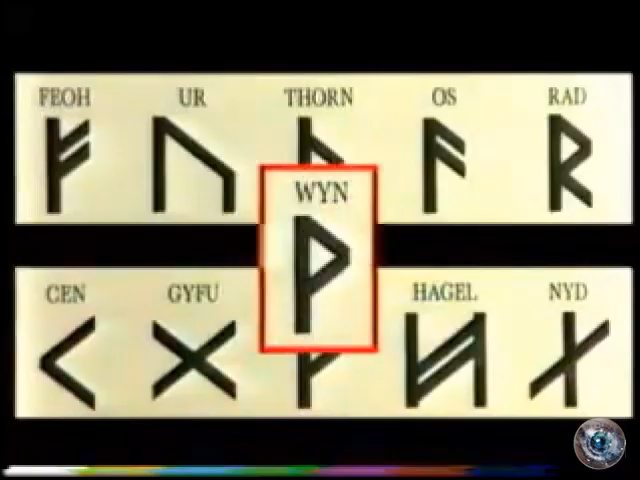 FEOH UR THORN OS RAD
ᚠ ᚢ ᚦ ᚨ ᚱ
WYN
ᚹ
CEN GYFU HAGEL NYD
ᚲ ᚷ ᚻ ᚾ